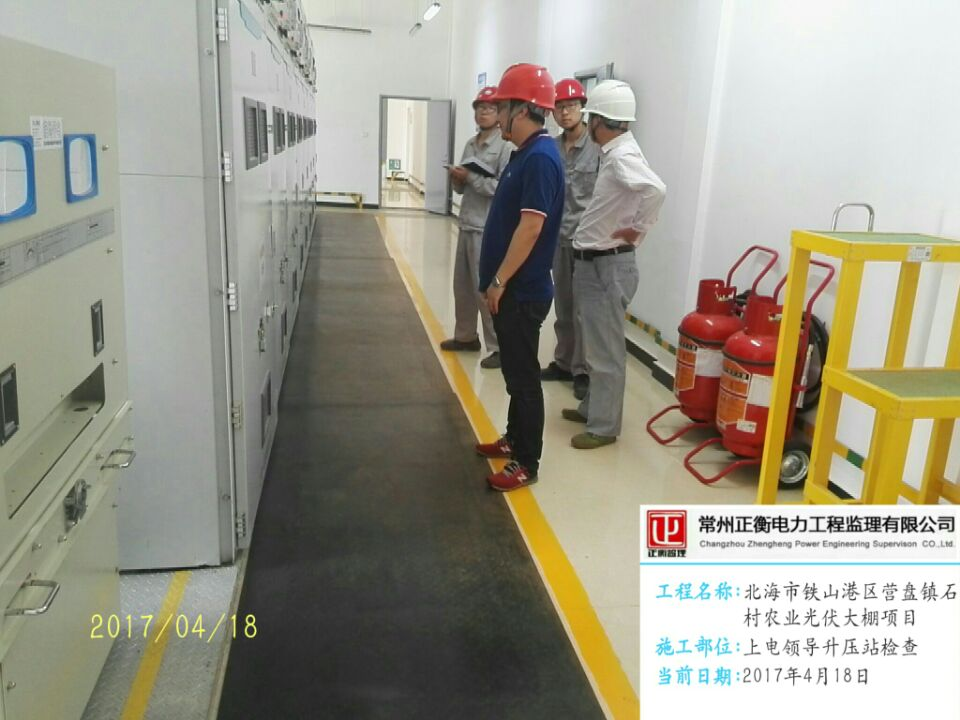 2017/04/18
正衡监理
常州正衡电力工程监理有限公司
Changzhou Zhengheng Power Engineering Supervison CO.,Ltd.
工程名称:北海市铁山港区营盘镇石
村农业光伏大棚项目
施工部位:上电领导升压站检查
当前日期:2017年4月18日